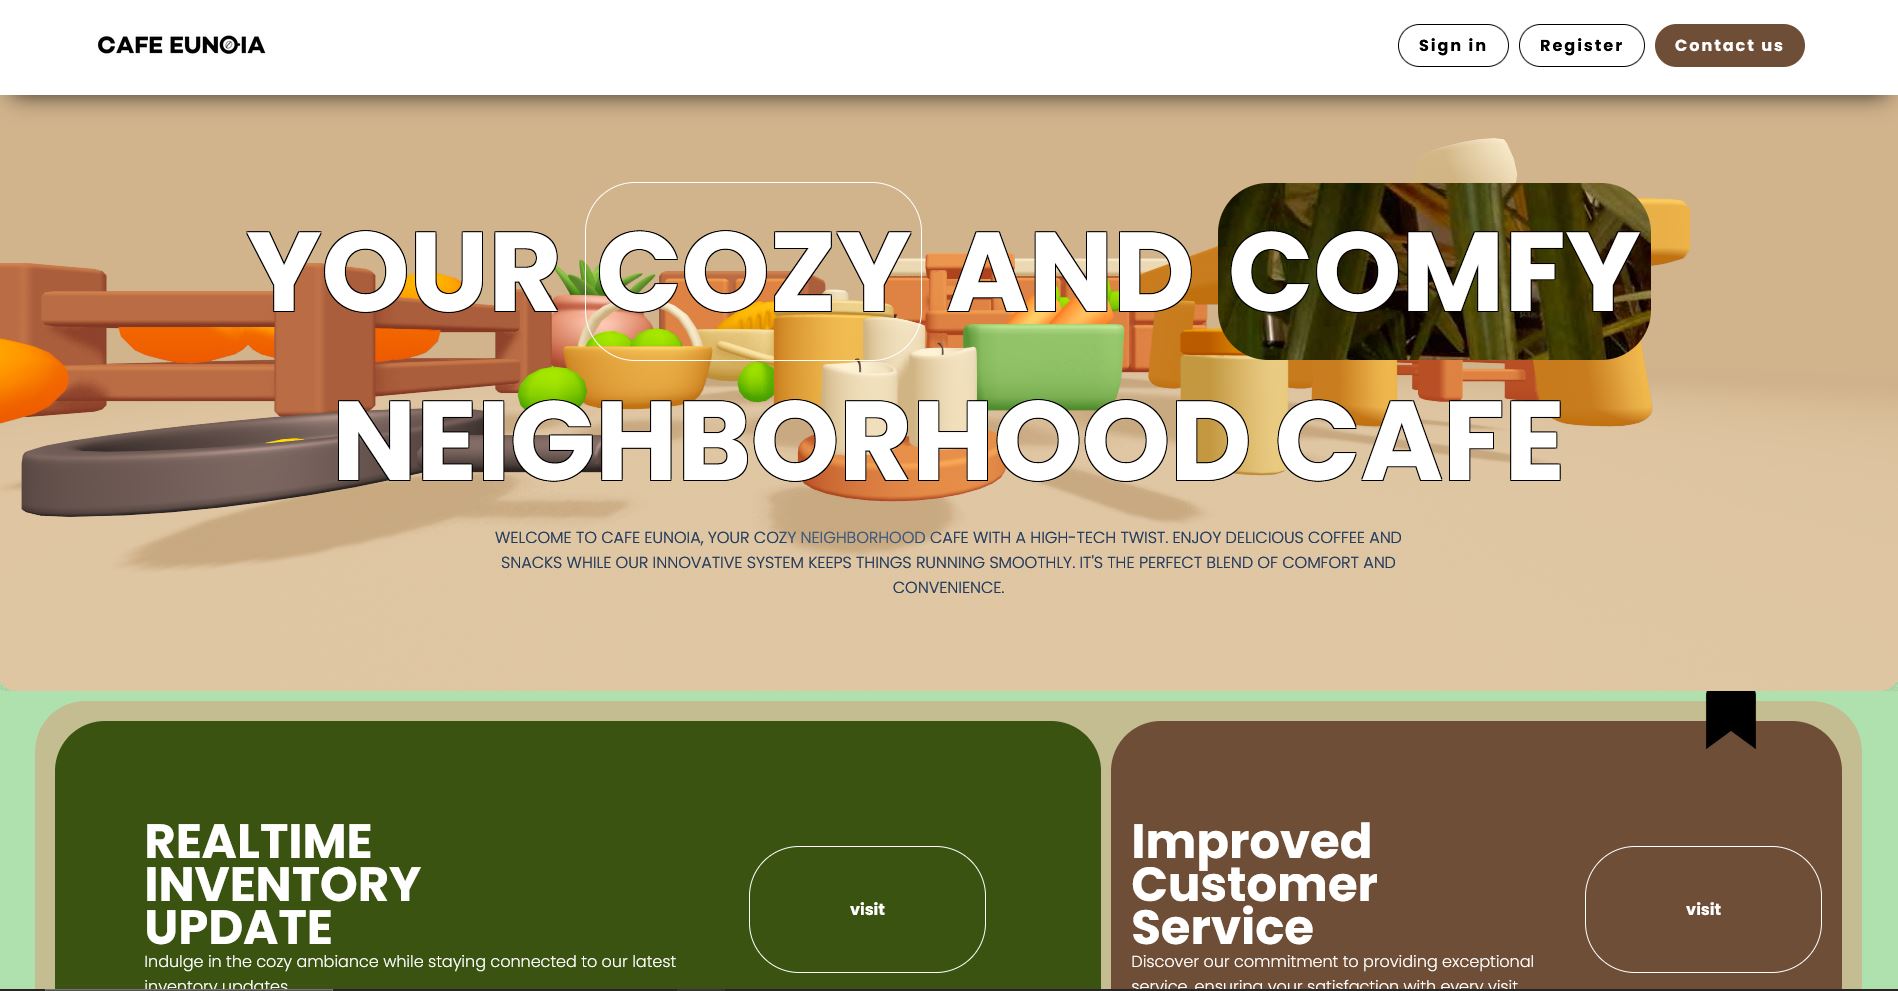 CAFE EUNOIA
Sign in
Register
Contact us
YOUR COZY AND COMFY
NEIGHBORHOOD CAFE
WELCOME TO CAFE EUNOIA, YOUR COZY NEIGHBORHOOD CAFE WITH A HIGH-TECH TWIST. ENJOY DELICIOUS COFFEE AND
SNACKS WHILE OUR INNOVATIVE SYSTEM KEEPS THINGS RUNNING SMOOTHLY. IT'S THE PERFECT BLEND OF COMFORT AND
CONVENIENCE.
REALTIME
INVENTORY
UPDATE
Indulge in the cozy ambiance while staying connected to our latest
inventory updates.
visit
Improved
Customer
Service
Discover our commitment to providing exceptional
service, ensuring your satisfaction with every visit.
visit